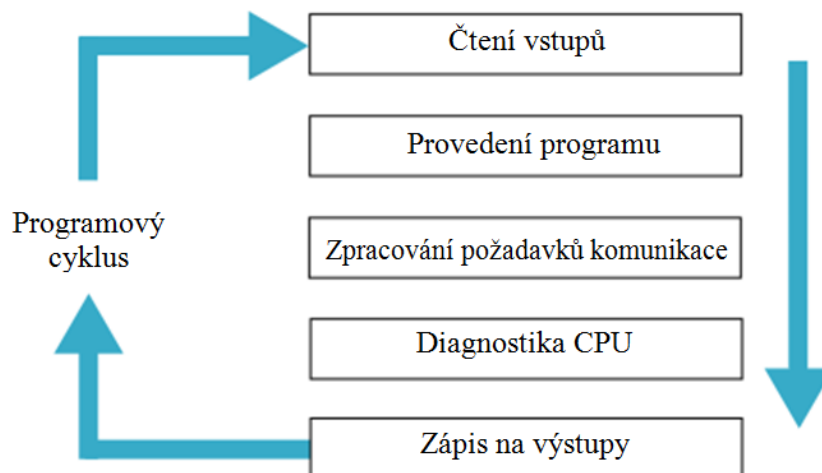 Čtení vstupů
Provedení programu
Programový
cyklus
Zpracování požadavků komunikace
Diagnostika CPU
Zápis na výstupy